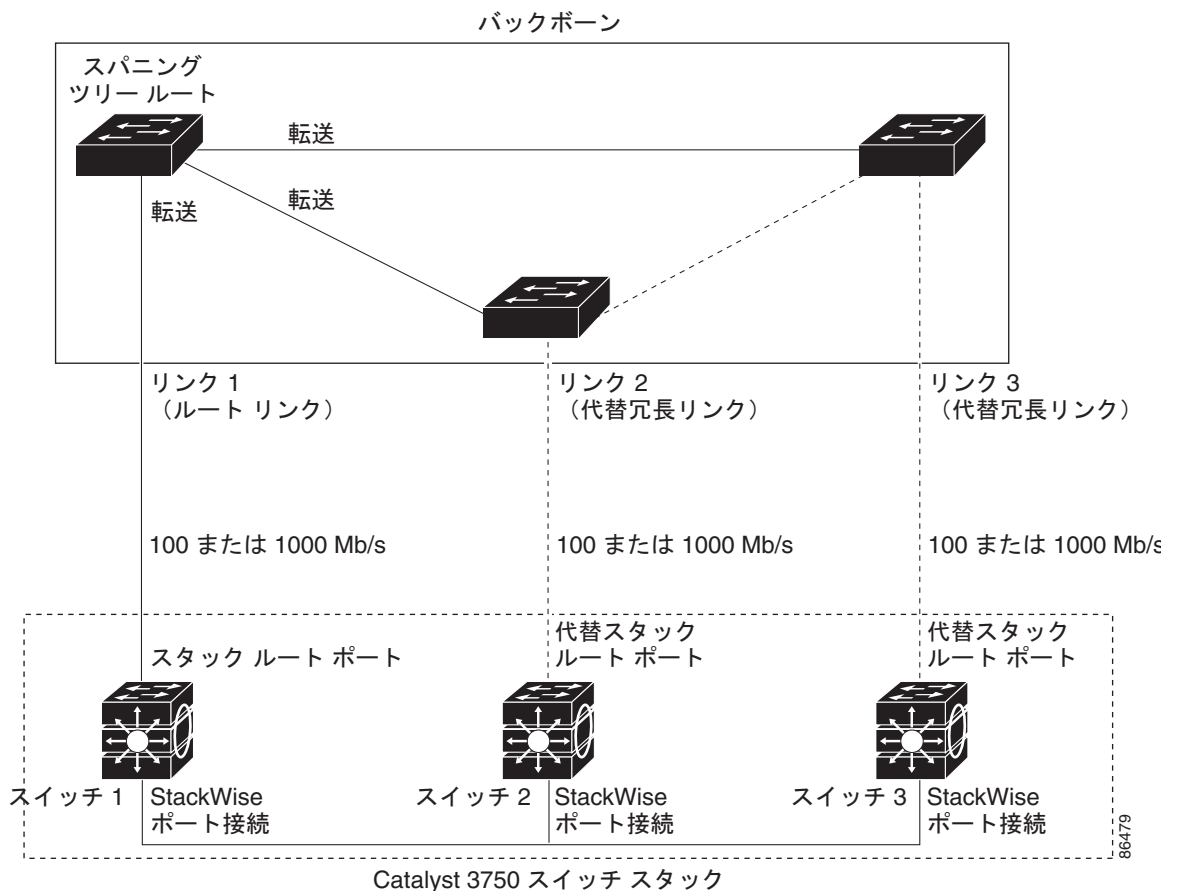 バックボーン
スパニング
ツリー ルート
転送
転送
転送
リンク 1
（ルート リンク）
リンク 2
（代替冗長リンク）
リンク 3
（代替冗長リンク）
100 または 1000 Mb/s
100 または 1000 Mb/s
100 または 1000 Mb/s
スタック ルート ポート
代替スタック
ルート ポート
代替スタック
ルート ポート
スイッチ 1
StackWise
ポート接続
スイッチ 2
StackWise
ポート接続
スイッチ 3
StackWise
ポート接続
86479
Catalyst 3750 スイッチ スタック